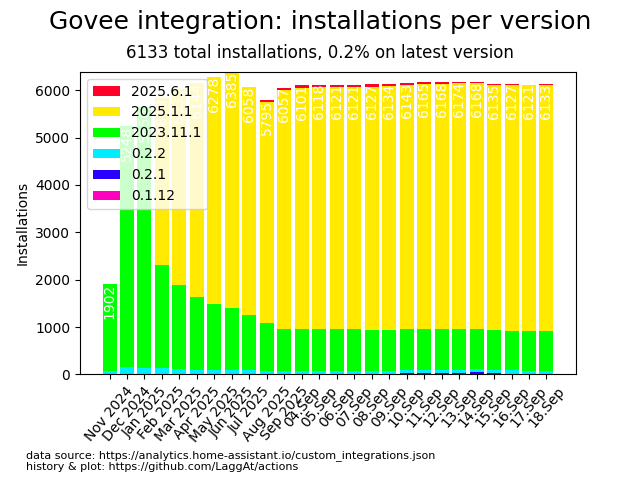 Govee integration: installations per version
6133 total installations, 0.2% on latest version
Installations
6000
5000
4000
3000
2000
1000
0
2025.6.1
2025.1.1
2023.11.1
0.2.2
0.2.1
0.1.12
1902
6278
6385
6058
5795
6057
6101
6118
6121
6121
6127
6134
6143
6165
6168
6174
6168
6135
6127
6121
6133
Nov 2024
Dec 2024
Jan 2025
Feb 2025
Mar 2025
Apr 2025
May 2025
Jun 2025
Jul 2025
Aug 2025
Sep 2025
04.Sep
05.Sep
06.Sep
07.Sep
08.Sep
09.Sep
10.Sep
11.Sep
12.Sep
13.Sep
14.Sep
15.Sep
16.Sep
17.Sep
18.Sep
data source: https://analytics.home-assistant.io/custom_integrations.json
history & plot: https://github.com/LaggAt/actions